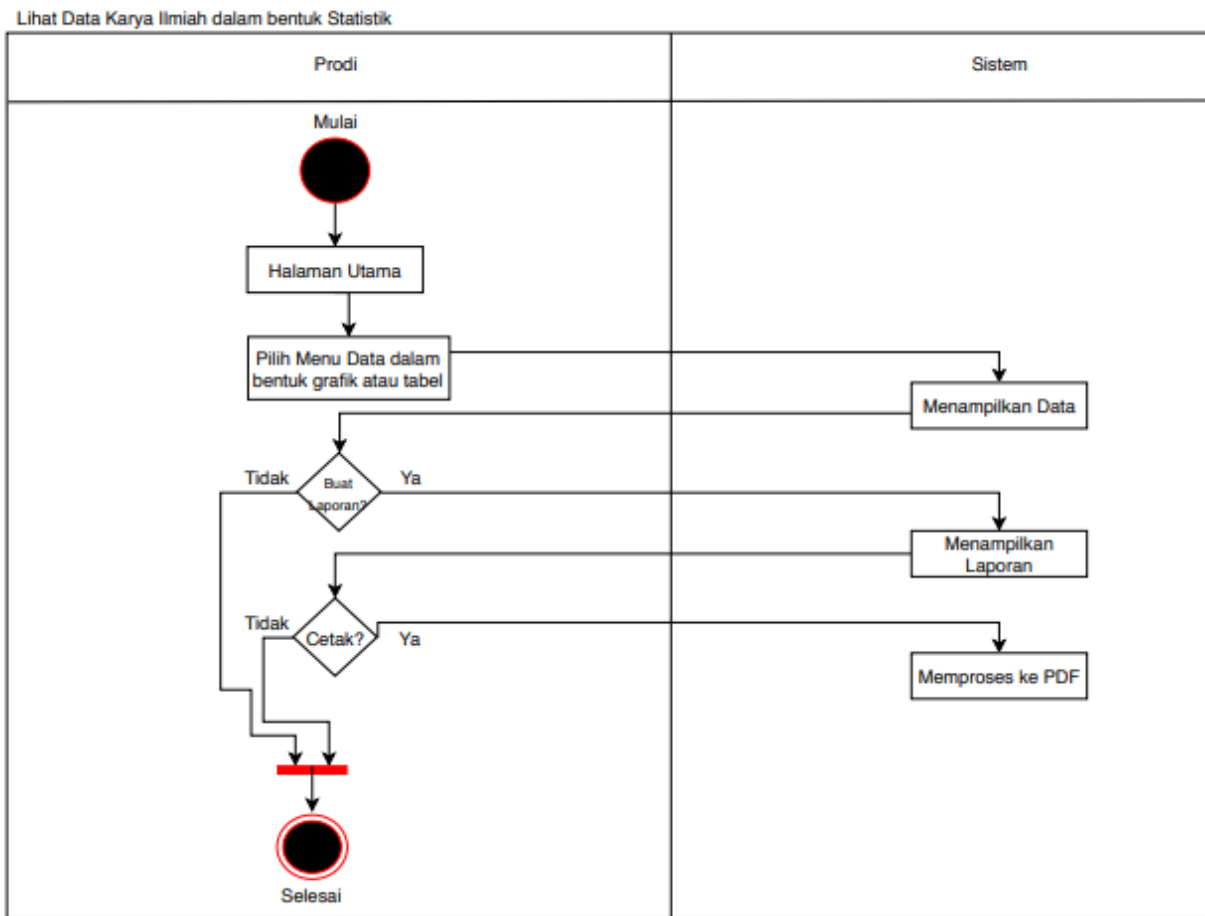 Lihat Data Karya Ilmiah dalam bentuk Statistik
Prodi
Sistem
Mulai
Halaman Utama
Pilih Menu Data dalam
bentuk grafik atau tabel
Menampilkan Data
Tidak
Buat
Laporan?
Ya
Menampilkan
Laporan
Tidak
Cetak?
Ya
Memproses ke PDF
Selesai